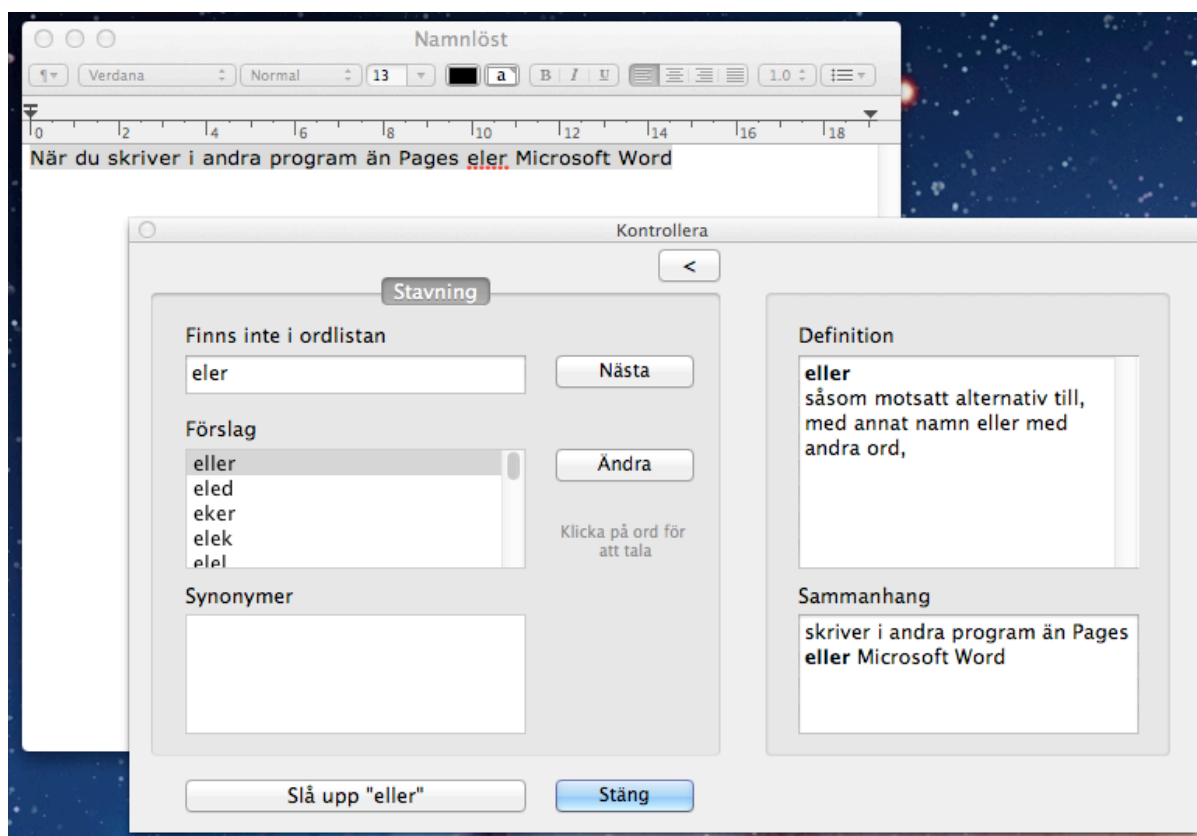 Namnlöst
¶ Verdana Normal 13 a B I U 1.0
0 2 4 6 8 10 12 14 16 18
När du skriver i andra program än Pages eler Microsoft Word
Kontrollera
<
Stavning
Finns inte i ordlistan
eler
Nästa
Förslag
eller
eled
eker
elek
elel
Ändra
Klicka på ord för
att tala
Synonymer
Slå upp "eller"
Stäng
Definition
eller
såsom motsatt alternativ till,
med annat namn eller med
andra ord,
Sammanhang
skriver i andra program än Pages
eller Microsoft Word